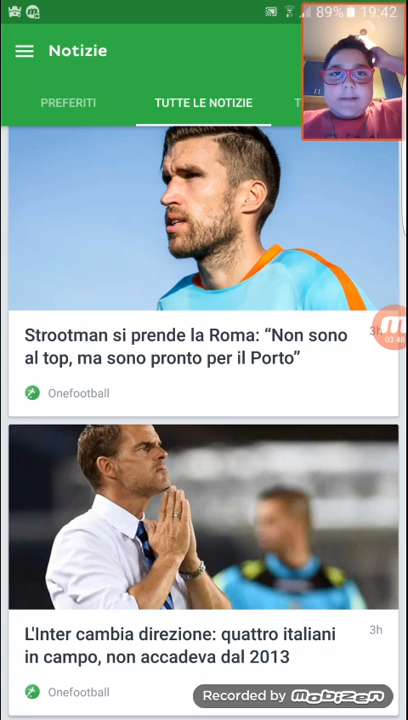 89% 19:42
Notizie
PREFERITI TUTTE LE NOTIZIE T
Strootman si prende la Roma: “Non sono
al top, ma sono pronto per il Porto”
3h
Onefootball
03:48
L'Inter cambia direzione: quattro italiani
in campo, non accadeva dal 2013
3h
Onefootball
Recorded by mobizen